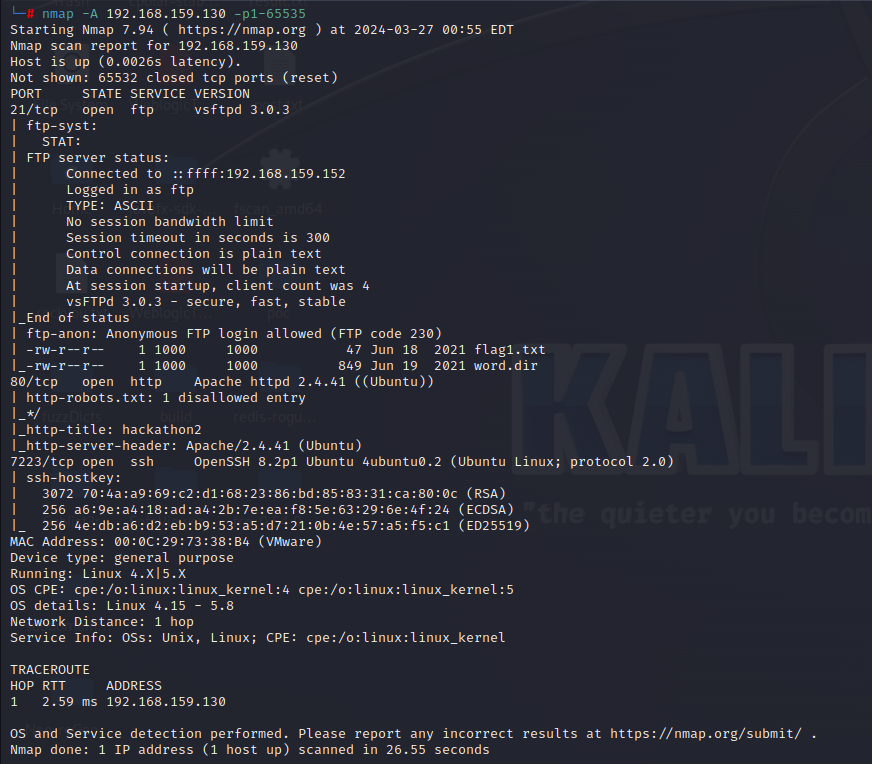 └─# nmap -A 192.168.159.130 -p1-65535
Starting Nmap 7.94 ( https://nmap.org ) at 2024-03-27 00:55 EDT
Nmap scan report for 192.168.159.130
Host is up (0.0026s latency).
Not shown: 65532 closed tcp ports (reset)
PORT     STATE SERVICE VERSION
21/tcp   open  ftp     vsftpd 3.0.3
| ftp-syst:
|   STAT:
| FTP server status:
|      Connected to ::ffff:192.168.159.152
|      Logged in as ftp
|      TYPE: ASCII
|      No session bandwidth limit
|      Session timeout in seconds is 300
|      Control connection is plain text
|      Data connections will be plain text
|      At session startup, client count was 4
|      vsFTPd 3.0.3 - secure, fast, stable
|_End of status
| ftp-anon: Anonymous FTP login allowed (FTP code 230)
| -rw-r--r--    1 1000     1000           47 Jun 18  2021 flag1.txt
|_-rw-r--r--    1 1000     1000          849 Jun 19  2021 word.dir
80/tcp   open  http    Apache httpd 2.4.41 ((Ubuntu))
| http-robots.txt: 1 disallowed entry
|_*/
|_http-title: hackathon2
|_http-server-header: Apache/2.4.41 (Ubuntu)
7223/tcp open  ssh     OpenSSH 8.2p1 Ubuntu 4ubuntu0.2 (Ubuntu Linux; protocol 2.0)
| ssh-hostkey:
|   3072 70:4a:a9:69:c2:d1:68:23:86:bd:85:83:31:ca:80:0c (RSA)
|   256 a6:9e:a4:18:ad:a4:2b:7e:ea:f8:5e:63:29:6e:4f:24 (ECDSA)
|_  256 4e:db:a6:d2:eb:b9:53:a5:d7:21:0b:4e:57:a5:f5:c1 (ED25519)
MAC Address: 00:0C:29:73:38:B4 (VMware)
Device type: general purpose
Running: Linux 4.X|5.X
OS CPE: cpe:/o:linux:linux_kernel:4 cpe:/o:linux:linux_kernel:5
OS details: Linux 4.15 - 5.8
Network Distance: 1 hop
Service Info: OSs: Unix, Linux; CPE: cpe:/o:linux:linux_kernel
TRACEROUTE
HOP RTT     ADDRESS
1   2.59 ms 192.168.159.130
OS and Service detection performed. Please report any incorrect results at https://nmap.org/submit/ .
Nmap done: 1 IP address (1 host up) scanned in 26.55 seconds
KALI
"the quieter you becom
fscan_amd64
fuzzDicts
build
redis-rogu...